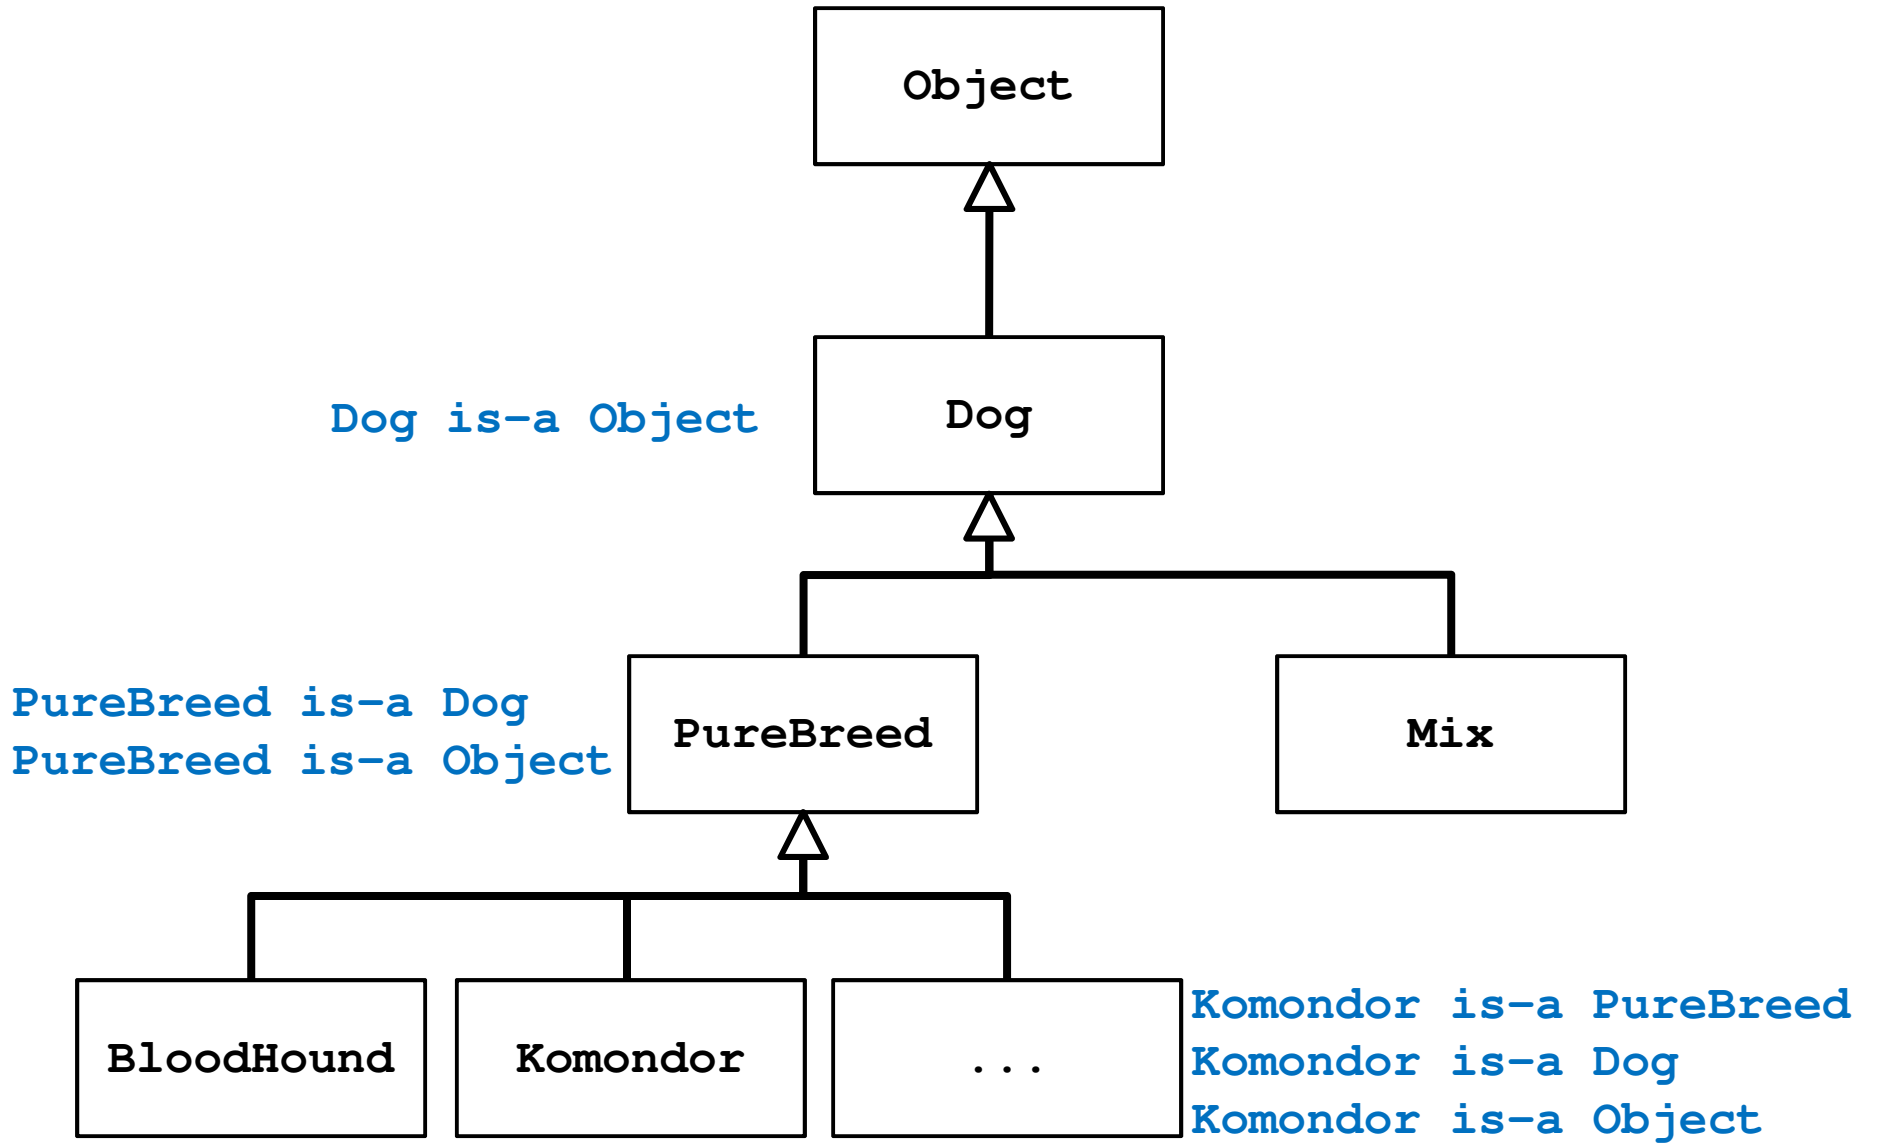 Object
Dog is-a Object
Dog
PureBreed is-a Dog
PureBreed is-a Object
PureBreed
Mix
BloodHound
Komondor
...
Komondor is-a PureBreed
Komondor is-a Dog
Komondor is-a Object